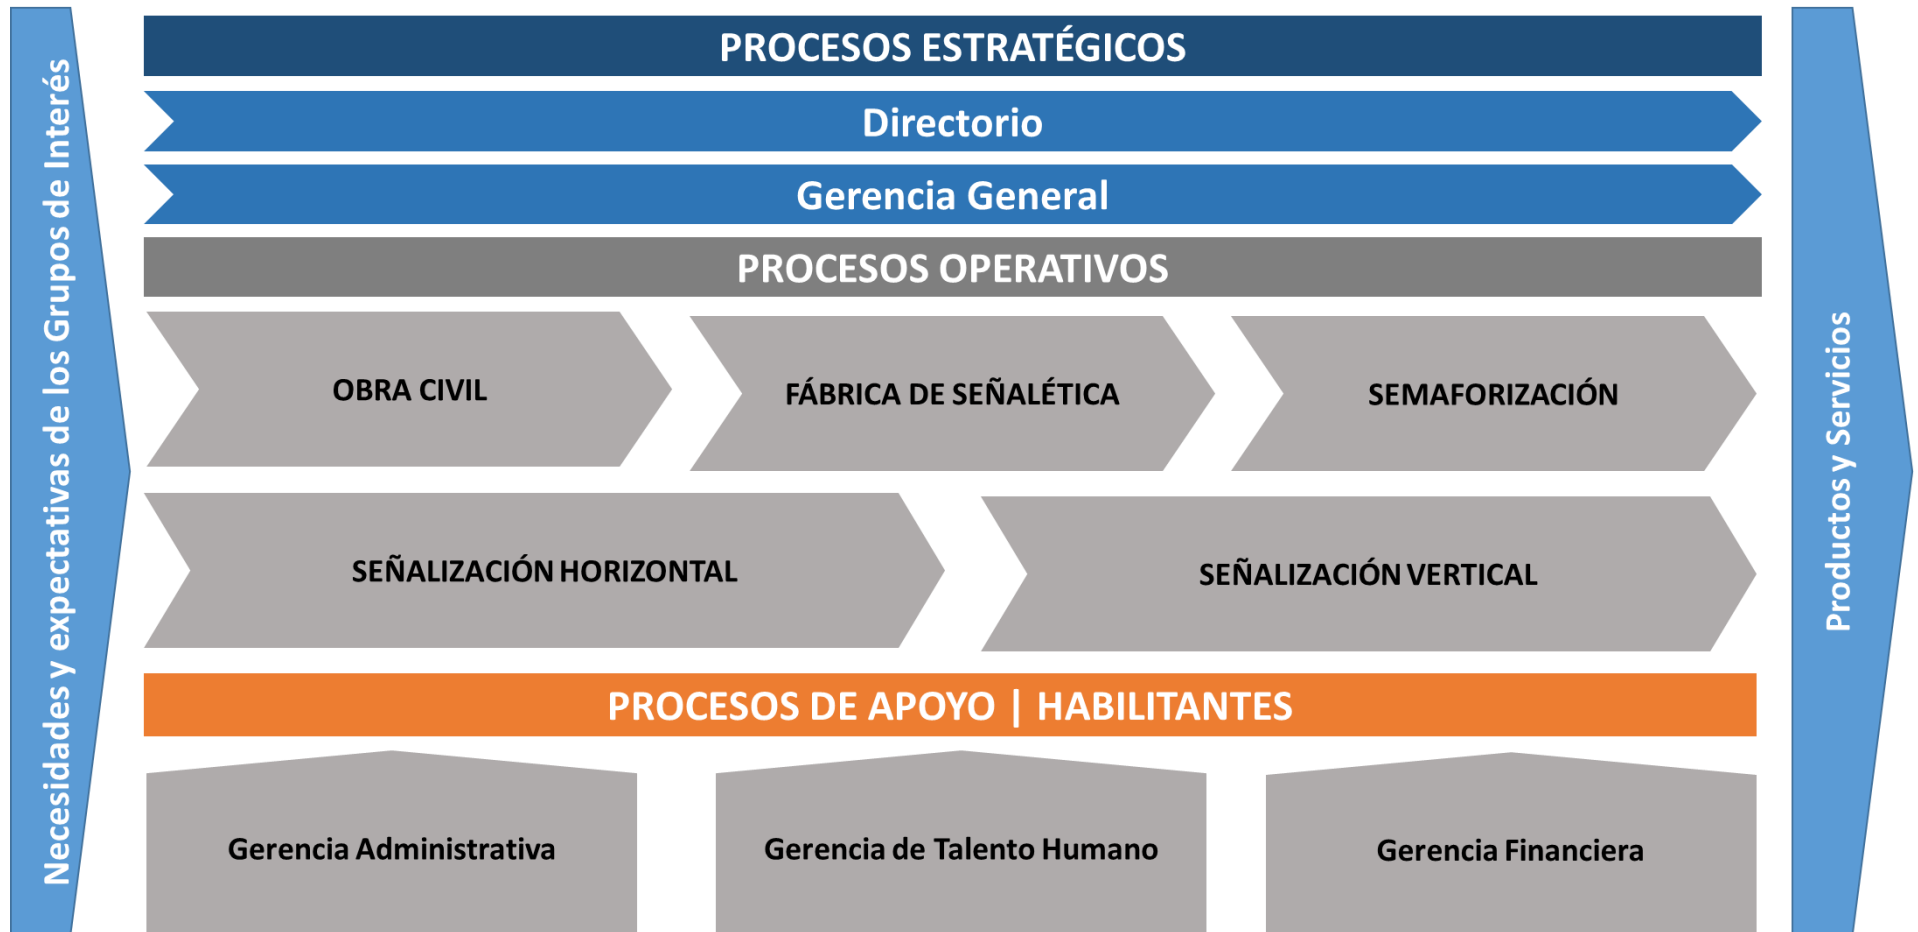 Necesidades y expectativas de los Grupos de Interés
PROCESOS ESTRATÉGICOS
Directorio
Gerencia General
PROCESOS OPERATIVOS
OBRA CIVIL
FÁBRICA DE SEÑALÉTICA
SEMAFORIZACIÓN
SEÑALIZACIÓN HORIZONTAL
SEÑALIZACIÓN VERTICAL
PROCESOS DE APOYO | HABILITANTES
Gerencia Administrativa
Gerencia de Talento Humano
Gerencia Financiera
Productos y Servicios